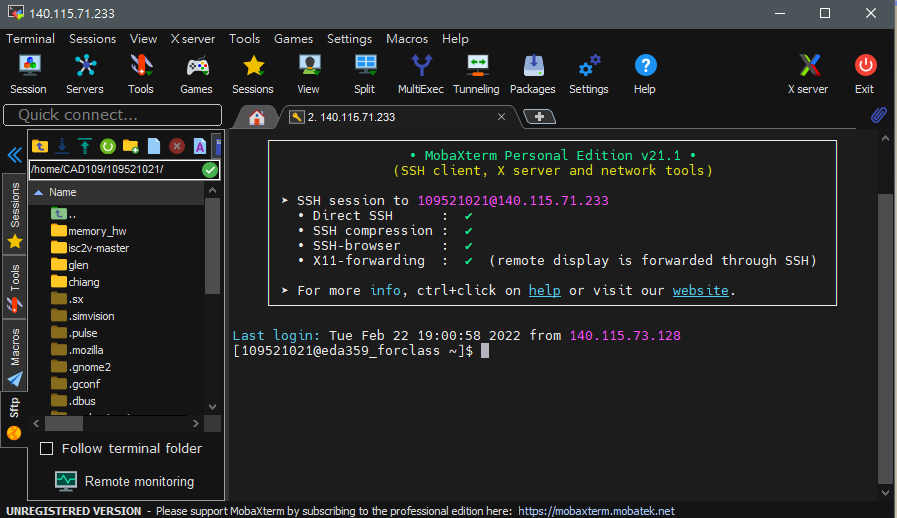 140.115.71.233
Terminal Sessions View X server Tools Games Settings Macros Help
Session Servers Tools Games Sessions View Split MultiExec Tunneling Packages Settings Help X server Exit
Quick connect...
2. 140.115.71.233
/home/CAD109/109521021/
Name
..
memory_hw
isc2v-master
glen
chiang
.sx
.simvision
.pulse
.mozilla
.gnome2
.gconf
.dbus
Sessions
Tools
Macros
Sftp
Follow terminal folder
Remote monitoring
• MobaXterm Personal Edition v21.1 •
(SSH client, X server and network tools)
➤ SSH session to 109521021@140.115.71.233
• Direct SSH : ✔
• SSH compression : ✔
• SSH-browser : ✔
• X11-forwarding : ✔ (remote display is forwarded through SSH)
➤ For more info, ctrl+click on help or visit our website.
Last login: Tue Feb 22 19:00:58 2022 from 140.115.73.128
[109521021@eda359_forclass ~]$
UNREGISTERED VERSION - Please support MobaXterm by subscribing to the professional edition here: https://mobaxterm.mobatek.net